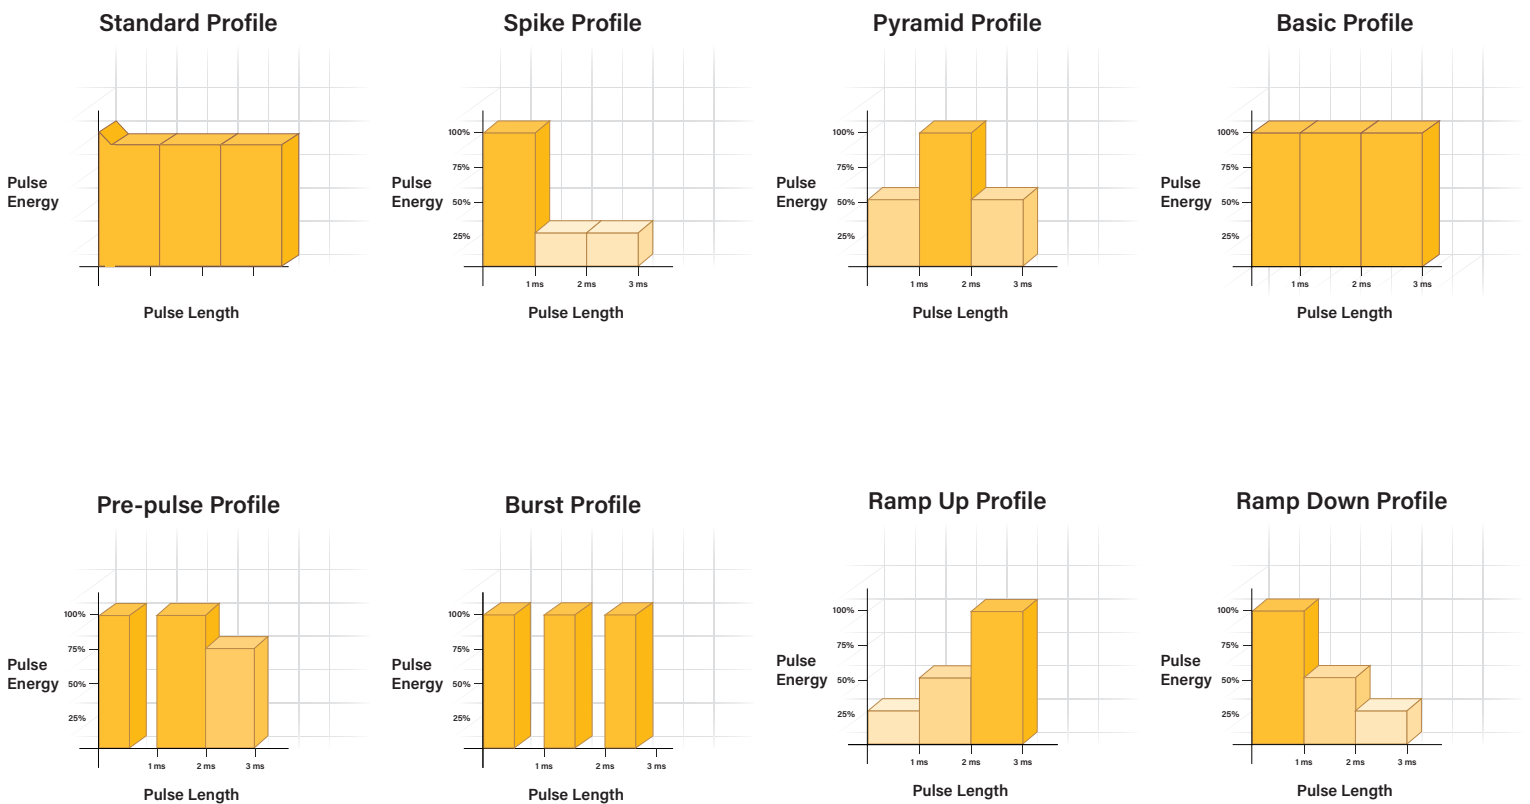 Standard Profile
Pulse
Energy
Pulse Length
Spike Profile
100%
75%
Pulse
Energy
50%
25%
1 ms
2 ms
3 ms
Pulse Length
Pyramid Profile
100%
75%
Pulse
Energy
50%
25%
1 ms
2 ms
3 ms
Pulse Length
Basic Profile
100%
75%
Pulse
Energy
50%
25%
1 ms
2 ms
3 ms
Pulse Length
Pre-pulse Profile
100%
75%
Pulse
Energy
50%
25%
1 ms
2 ms
3 ms
Pulse Length
Burst Profile
100%
75%
Pulse
Energy
50%
25%
1 ms
2 ms
3 ms
Pulse Length
Ramp Up Profile
100%
75%
Pulse
Energy
50%
25%
1 ms
2 ms
3 ms
Pulse Length
Ramp Down Profile
100%
75%
Pulse
Energy
50%
25%
1 ms
2 ms
3 ms
Pulse Length